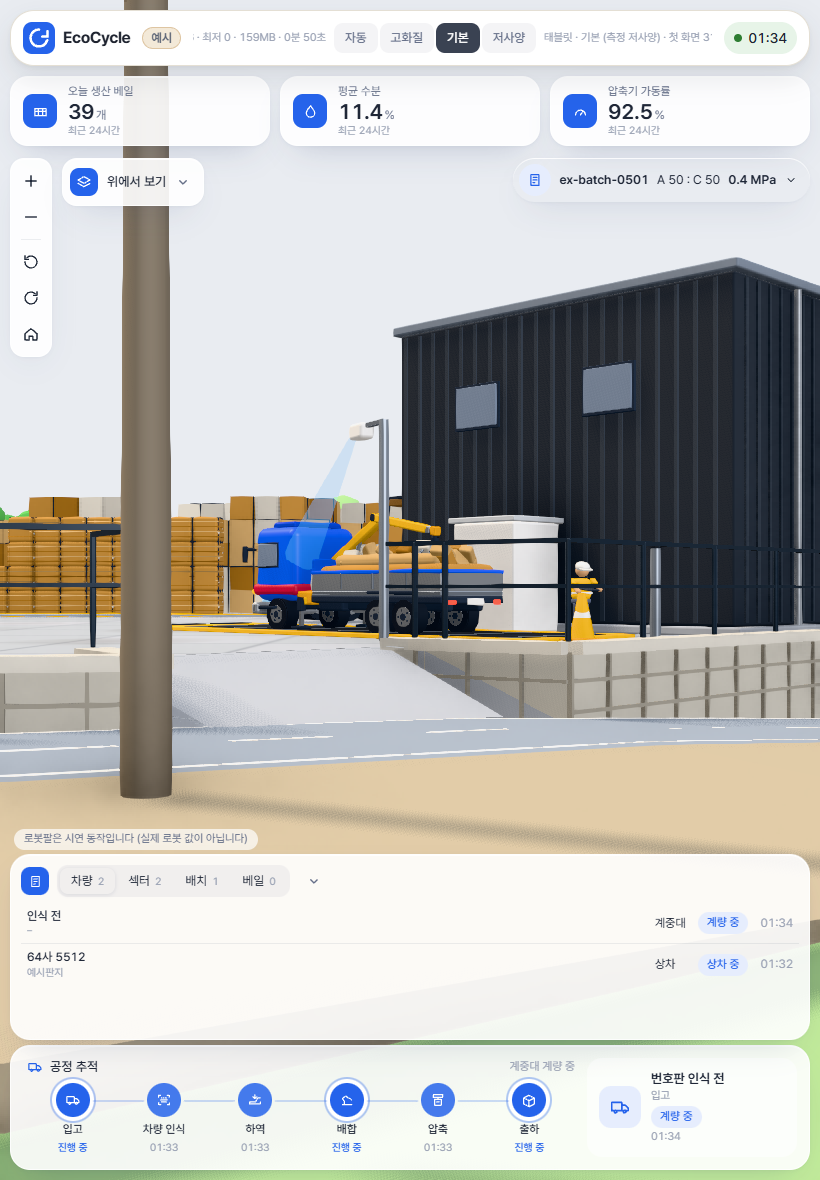 EcoCycle
예시
· 최저 0 · 159MB · 0분 50초
자동
고화질
기본
저사양
태블릿 · 기본 (측정 저사양) · 첫 화면
01:34
오늘 생산 베일
39개
최근 24시간
평균 수분
11.4%
최근 24시간
압축기 가동률
92.5%
최근 24시간
위에서 보기
ex-batch-0501 A 50 : C 50 0.4 MPa
로봇팔은 시연 동작입니다 (실제 로봇 값이 아닙니다)
차량 2
섹터 2
배치 1
베일 0
인식 전
–
계중대 계량 중 01:34
64사 5512
예시판지
상차 상차 중 01:32
공정 추적
계중대 계량 중
입고
진행 중
차량 인식
01:33
하역
01:33
배합
진행 중
압축
01:33
출하
진행 중
번호판 인식 전
입고
계량 중
01:34